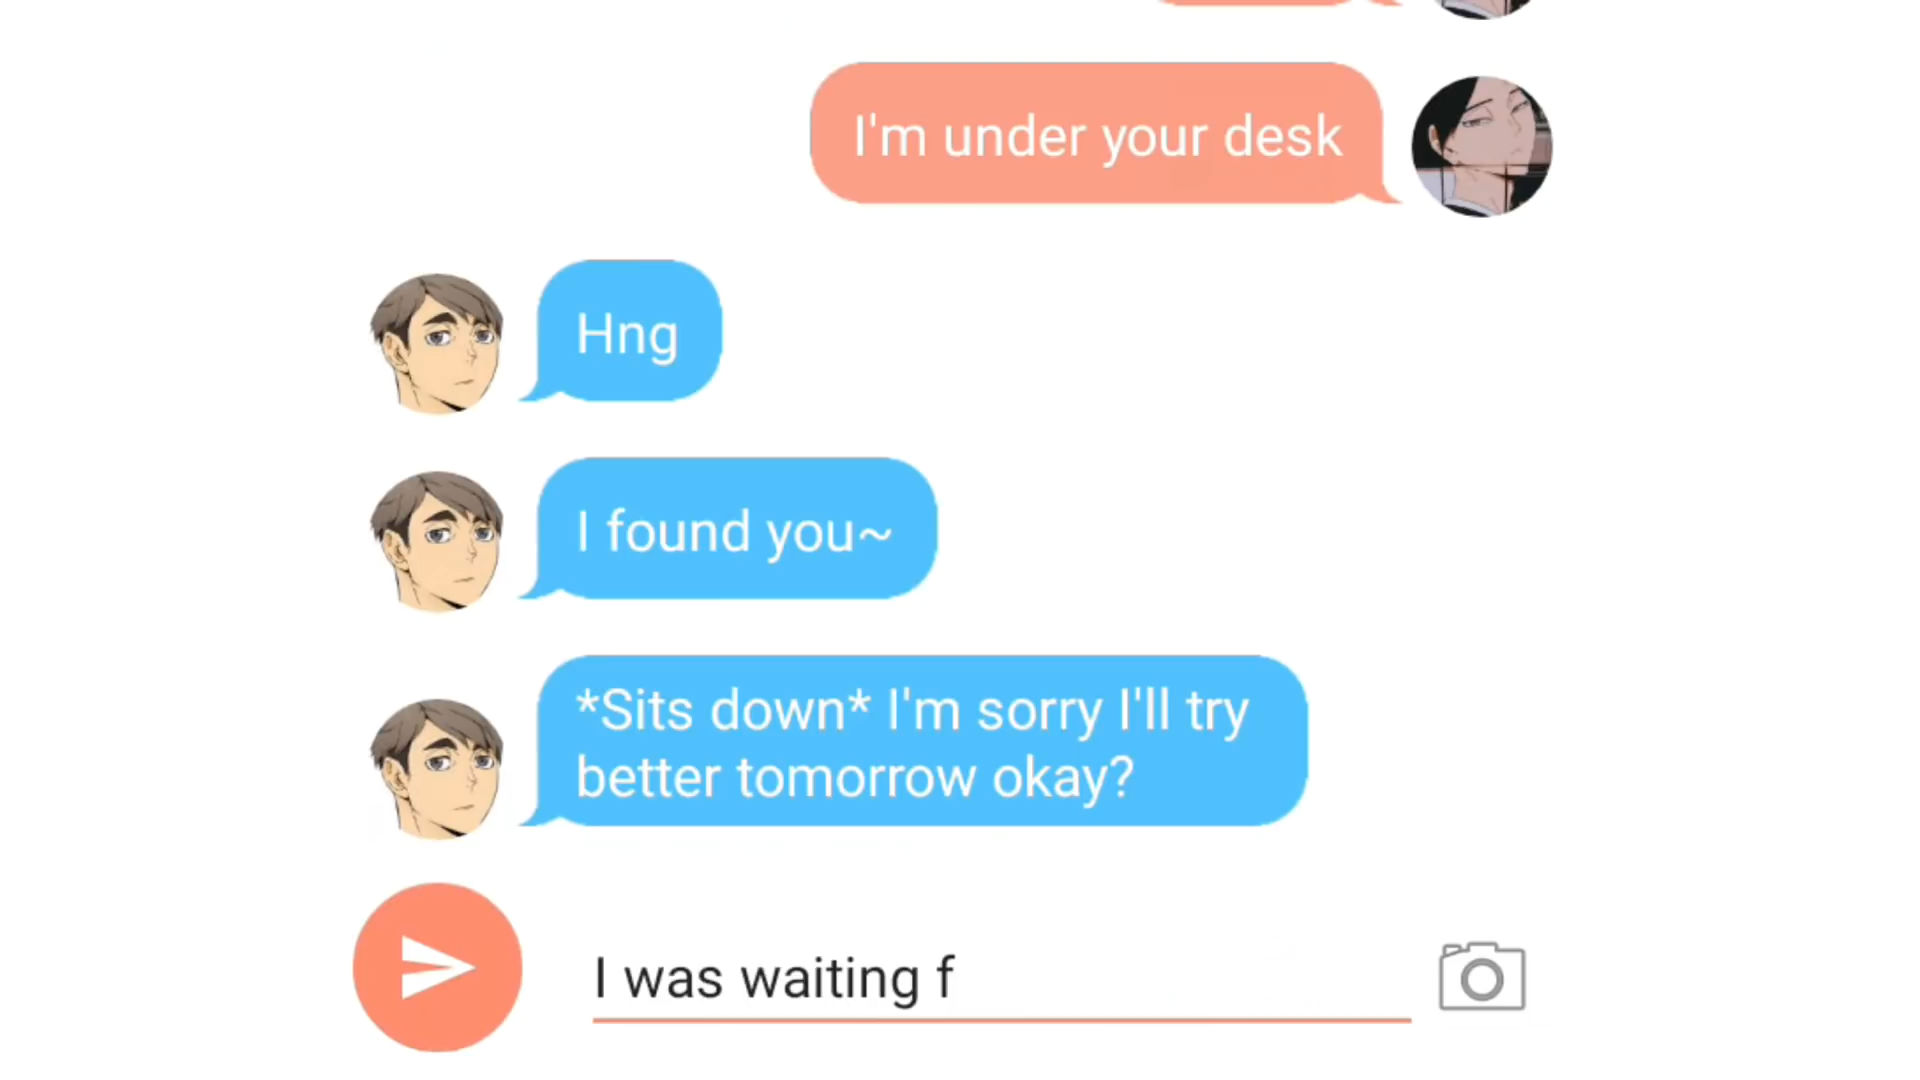 I'm under your desk
Hng
I found you~
*Sits down* I'm sorry I'll try
better tomorrow okay?
I was waiting f